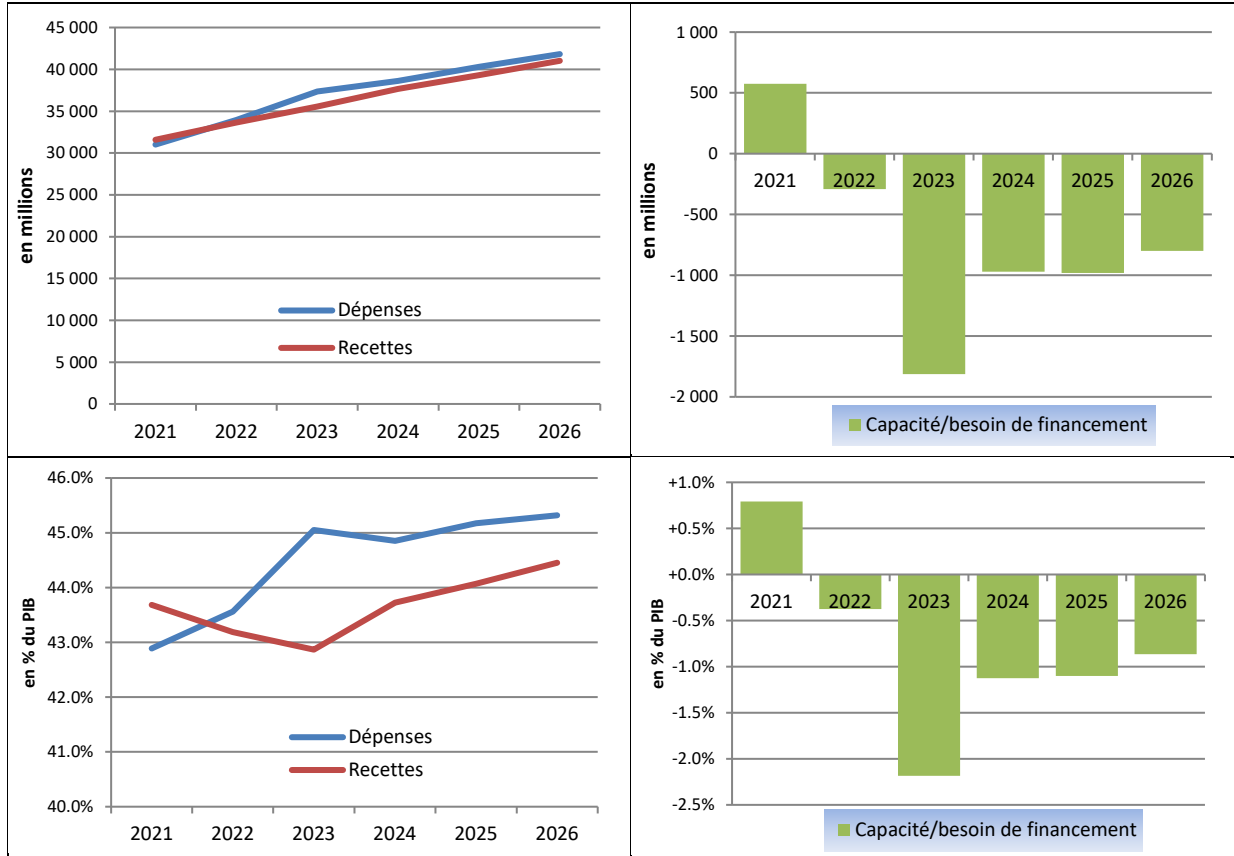 45 000
40 000
35 000
30 000
25 000
20 000
15 000
10 000
5 000
0
en millions
Dépenses
Recettes
2021 2022 2023 2024 2025 2026
1 000
500
0
-500
-1 000
-1 500
-2 000
en millions
2021 2022 2023 2024 2025 2026
Capacité/besoin de financement
46.0%
45.0%
44.0%
43.0%
42.0%
41.0%
40.0%
en % du PIB
Dépenses
Recettes
2021 2022 2023 2024 2025 2026
+1.0%
+0.5%
+0.0%
-0.5%
-1.0%
-1.5%
-2.0%
-2.5%
en % du PIB
2021 2022 2023 2024 2025 2026
Capacité/besoin de financement